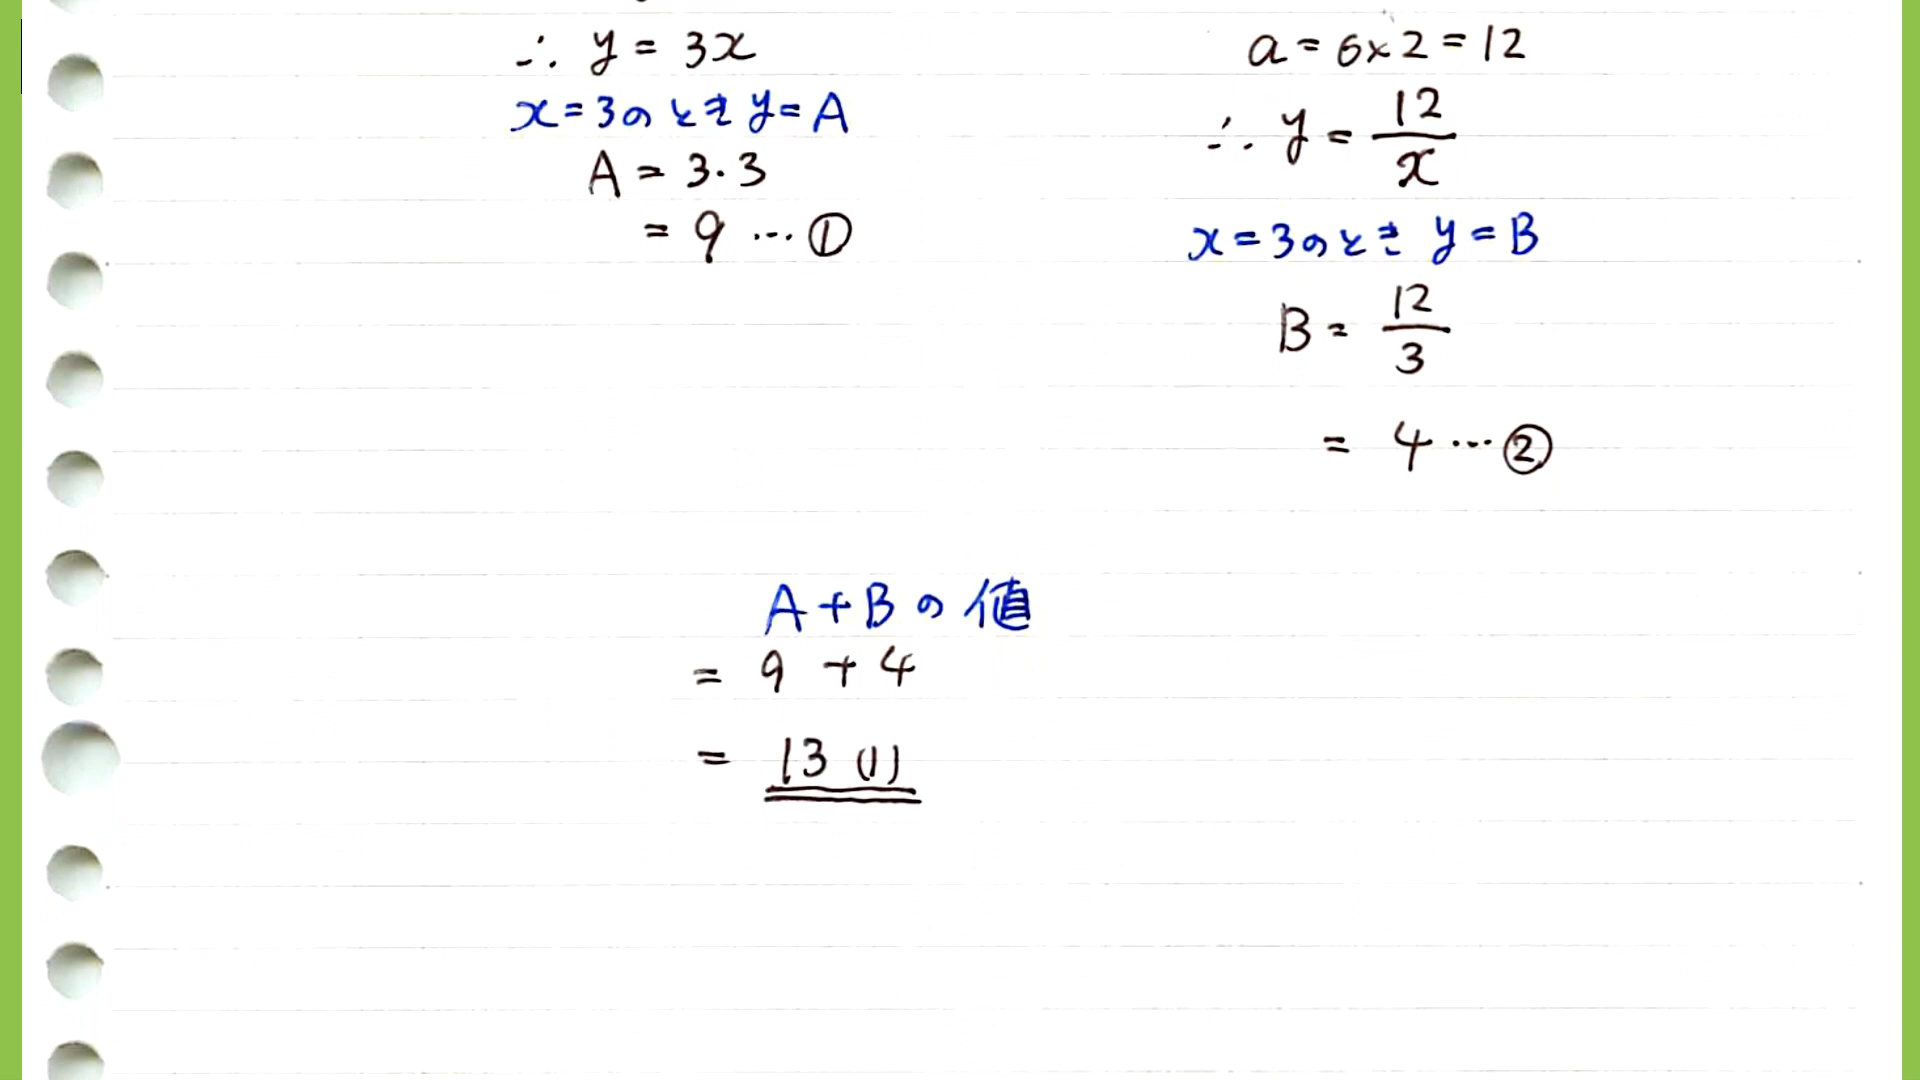 ∴ y = 3x
x=3のとき y=A
A = 3・3
= 9 … ①
a = 6×2 = 12
∴ y = 12/x
x=3のとき y=B
B = 12/3
= 4 … ②
A+Bの値
= 9 + 4
= 13 (1)